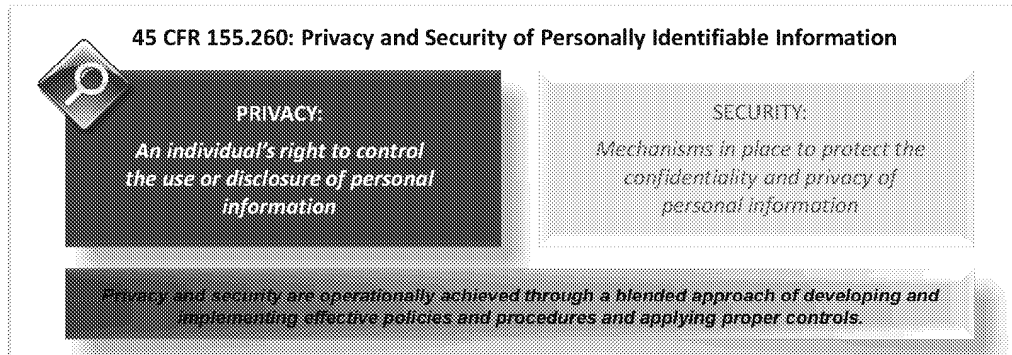 45 CFR 155.260: Privacy and Security of Personally Identifiable Information
PRIVACY:
An individual's right to control
the use or disclosure of personal
information
SECURITY:
Mechanisms in place to protect the
confidentiality and privacy of
personal information
Privacy and security are operationally achieved through a blended approach of developing and
implementing effective policies and procedures and applying proper controls.